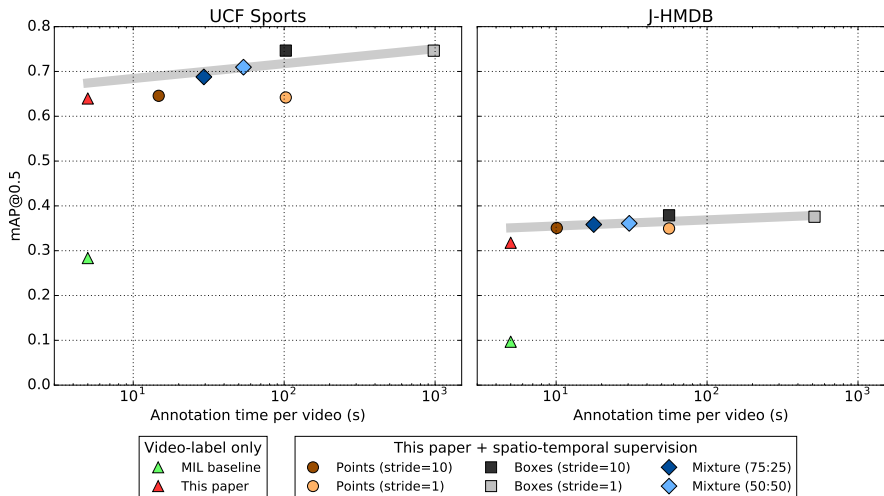 UCF Sports
J-HMDB
0.8
0.7
0.6
0.5
0.4
0.3
0.2
0.1
0.0
mAP@0.5
10¹ 10² 10³
10¹ 10² 10³
Annotation time per video (s)
Annotation time per video (s)
Video-label only
MIL baseline
This paper
This paper + spatio-temporal supervision
Points (stride=10) Boxes (stride=10) Mixture (75:25)
Points (stride=1) Boxes (stride=1) Mixture (50:50)